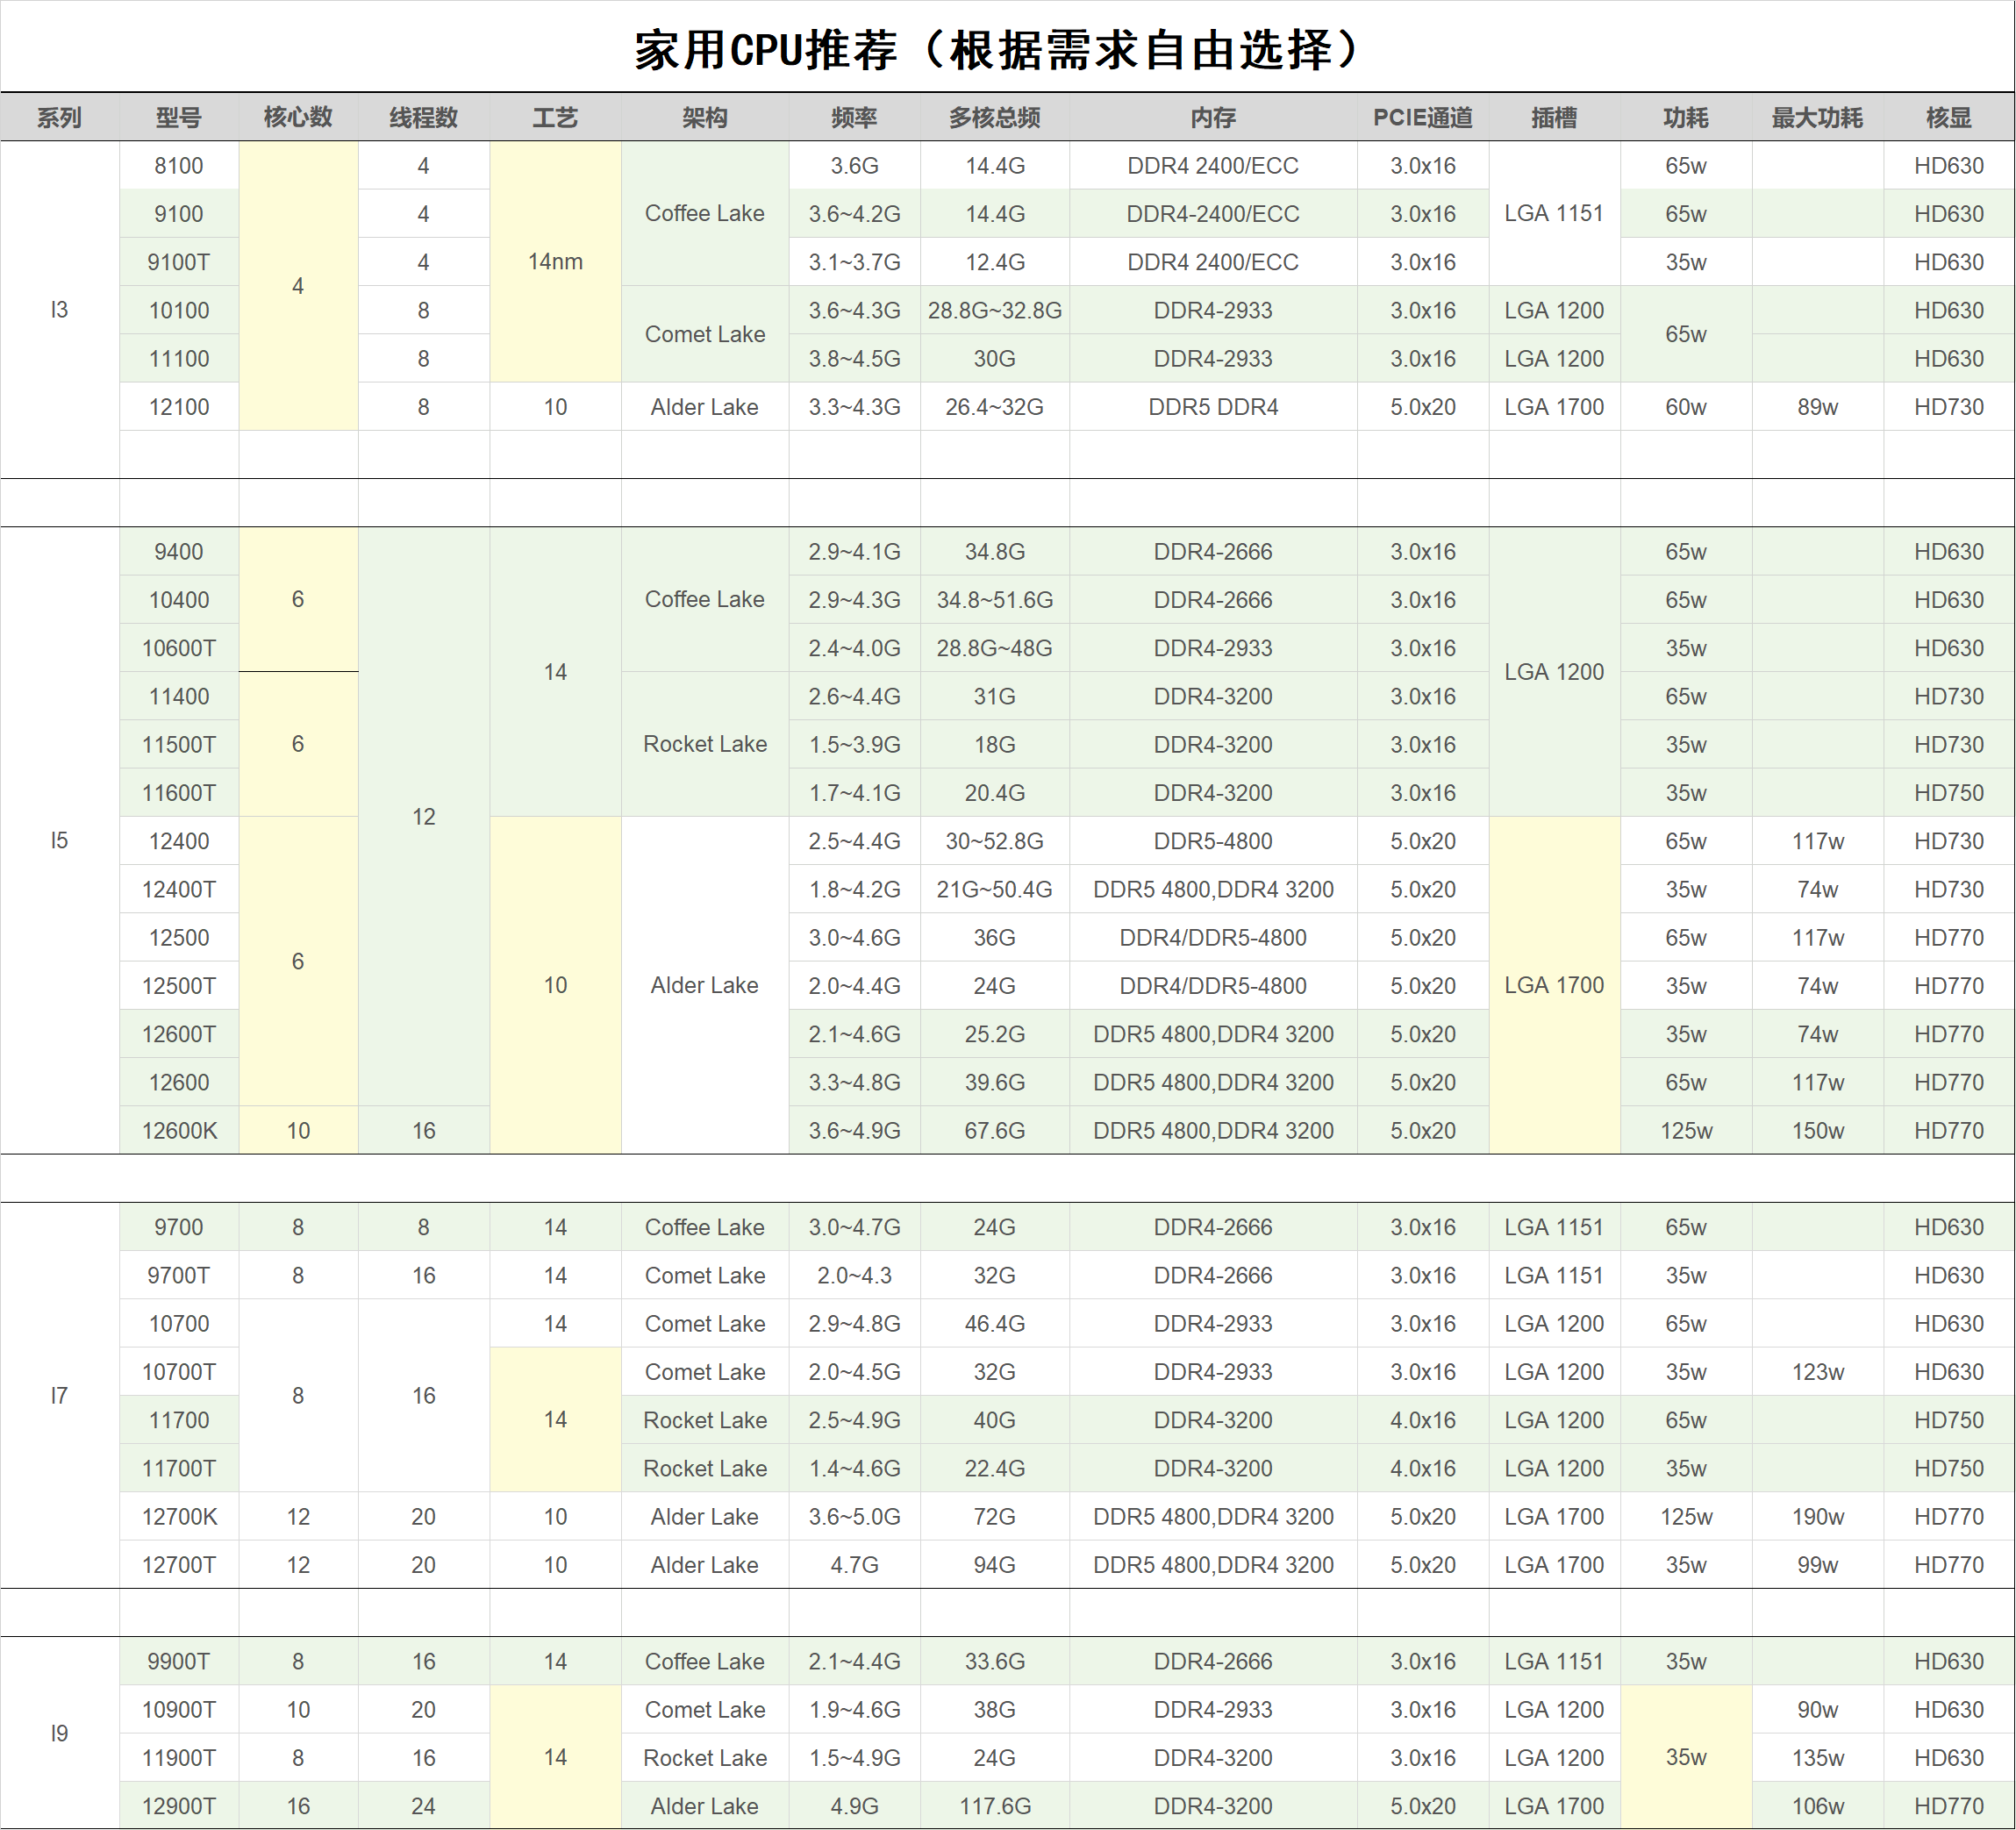 家用CPU推荐（根据需求自由选择）
系列 型号 核心数 线程数 工艺 架构 频率 多核总频 内存 PCIE通道 插槽 功耗 最大功耗 核显
I3 8100 4 4 14nm Coffee Lake 3.6G 14.4G DDR4 2400/ECC 3.0x16 LGA 1151 65w HD630
9100 4 3.6~4.2G 14.4G DDR4-2400/ECC 3.0x16 65w HD630
9100T 4 3.1~3.7G 12.4G DDR4 2400/ECC 3.0x16 35w HD630
10100 8 Comet Lake 3.6~4.3G 28.8G~32.8G DDR4-2933 3.0x16 LGA 1200 65w HD630
11100 8 3.8~4.5G 30G DDR4-2933 3.0x16 LGA 1200 HD630
12100 8 10 Alder Lake 3.3~4.3G 26.4~32G DDR5 DDR4 5.0x20 LGA 1700 60w 89w HD730
I5 9400 6 12 14 Coffee Lake 2.9~4.1G 34.8G DDR4-2666 3.0x16 LGA 1200 65w HD630
10400 2.9~4.3G 34.8~51.6G DDR4-2666 3.0x16 65w HD630
10600T 2.4~4.0G 28.8G~48G DDR4-2933 3.0x16 35w HD630
11400 6 Rocket Lake 2.6~4.4G 31G DDR4-3200 3.0x16 65w HD730
11500T 1.5~3.9G 18G DDR4-3200 3.0x16 35w HD730
11600T 1.7~4.1G 20.4G DDR4-3200 3.0x16 35w HD750
12400 6 10 Alder Lake 2.5~4.4G 30~52.8G DDR5-4800 5.0x20 LGA 1700 65w 117w HD730
12400T 1.8~4.2G 21G~50.4G DDR5 4800,DDR4 3200 5.0x20 35w 74w HD730
12500 3.0~4.6G 36G DDR4/DDR5-4800 5.0x20 65w 117w HD770
12500T 2.0~4.4G 24G DDR4/DDR5-4800 5.0x20 35w 74w HD770
12600T 2.1~4.6G 25.2G DDR5 4800,DDR4 3200 5.0x20 35w 74w HD770
12600 3.3~4.8G 39.6G DDR5 4800,DDR4 3200 5.0x20 65w 117w HD770
12600K 10 16 3.6~4.9G 67.6G DDR5 4800,DDR4 3200 5.0x20 125w 150w HD770
I7 9700 8 8 14 Coffee Lake 3.0~4.7G 24G DDR4-2666 3.0x16 LGA 1151 65w HD630
9700T 8 16 14 Comet Lake 2.0~4.3 32G DDR4-2666 3.0x16 LGA 1151 35w HD630
10700 8 16 14 Comet Lake 2.9~4.8G 46.4G DDR4-2933 3.0x16 LGA 1200 65w HD630
10700T 14 Comet Lake 2.0~4.5G 32G DDR4-2933 3.0x16 LGA 1200 35w 123w HD630
11700 Rocket Lake 2.5~4.9G 40G DDR4-3200 4.0x16 LGA 1200 65w HD750
11700T Rocket Lake 1.4~4.6G 22.4G DDR4-3200 4.0x16 LGA 1200 35w HD750
12700K 12 20 10 Alder Lake 3.6~5.0G 72G DDR5 4800,DDR4 3200 5.0x20 LGA 1700 125w 190w HD770
12700T 12 20 10 Alder Lake 4.7G 94G DDR5 4800,DDR4 3200 5.0x20 LGA 1700 35w 99w HD770
I9 9900T 8 16 14 Coffee Lake 2.1~4.4G 33.6G DDR4-2666 3.0x16 LGA 1151 35w HD630
10900T 10 20 14 Comet Lake 1.9~4.6G 38G DDR4-2933 3.0x16 LGA 1200 35w 90w HD630
11900T 8 16 Rocket Lake 1.5~4.9G 24G DDR4-3200 3.0x16 LGA 1200 135w HD630
12900T 16 24 Alder Lake 4.9G 117.6G DDR4-3200 5.0x20 LGA 1700 106w HD770